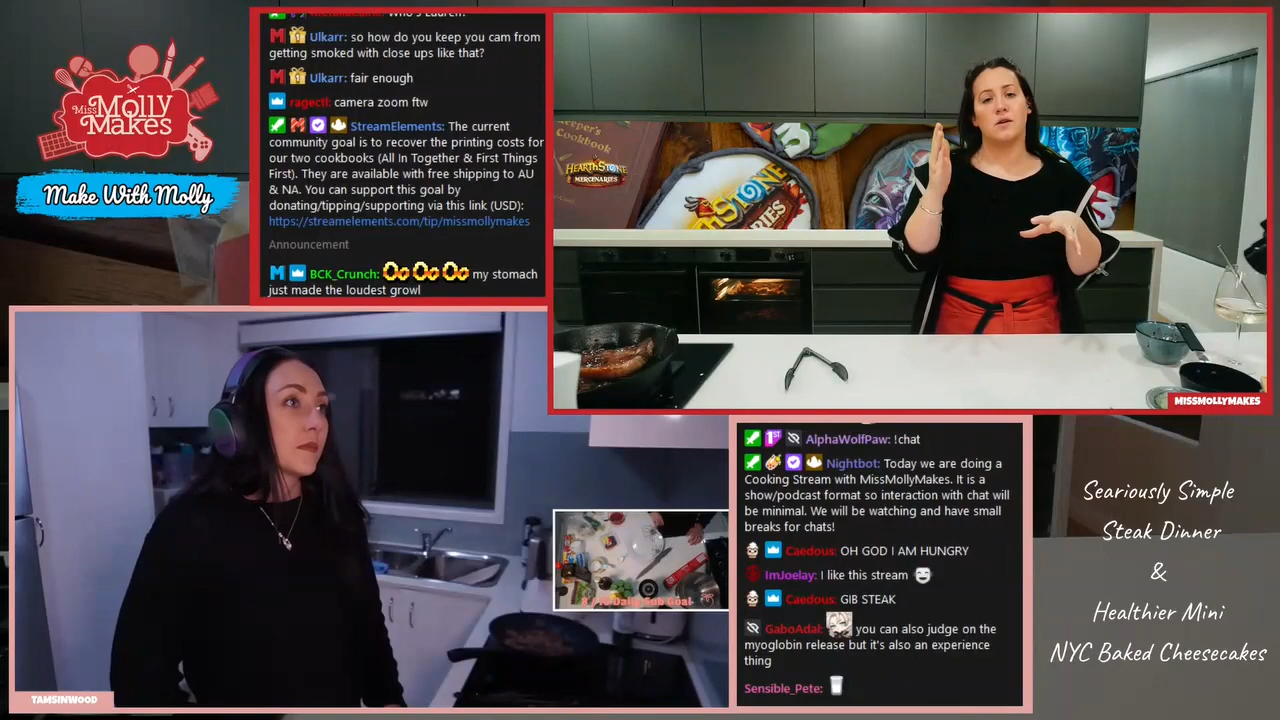 Miss
Molly
Makes
Make With Molly
Ulkarr: so how do you keep you cam from
getting smoked with close ups like that?
Ulkarr: fair enough
ragectl: camera zoom ftw
StreamElements: The current
community goal is to recover the printing costs for
our two cookbooks (All In Together & First Things
First). They are available with free shipping to AU
& NA. You can support this goal by
donating/tipping/supporting via this link (USD):
https://streamelements.com/tip/missmollymakes
Announcement
BCK_Crunch: my stomach
just made the loudest growl
Keeper's
Cookbook
HEARTHSTONE
MERCENARIES
MISSMOLLYMAKES
TAMSINWOOD
Daily Sub Goal
AlphaWolfPaw: !chat
Nightbot: Today we are doing a
Cooking Stream with MissMollyMakes. It is a
show/podcast format so interaction with chat will
be minimal. We will be watching and have small
breaks for chats!
Caedous: OH GOD I AM HUNGRY
ImJoelay: I like this stream
Caedous: GIB STEAK
GaboAdal: you can also judge on the
myoglobin release but it's also an experience
thing
Sensible_Pete:
Seariously Simple
Steak Dinner
&
Healthier Mini
NYC Baked Cheesecakes